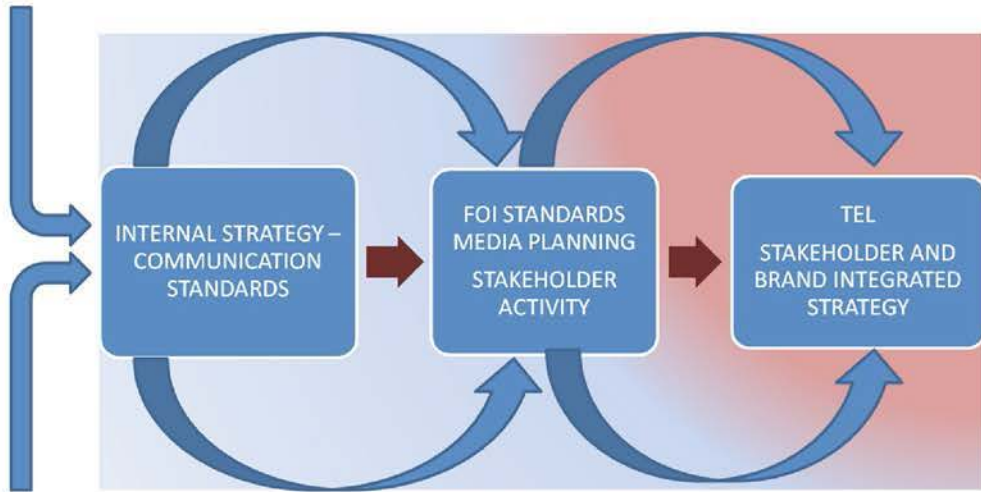 INTERNAL STRATEGY –
COMMUNICATION
STANDARDS
FOI STANDARDS
MEDIA PLANNING
STAKEHOLDER
ACTIVITY
TEL
STAKEHOLDER AND
BRAND INTEGRATED
STRATEGY